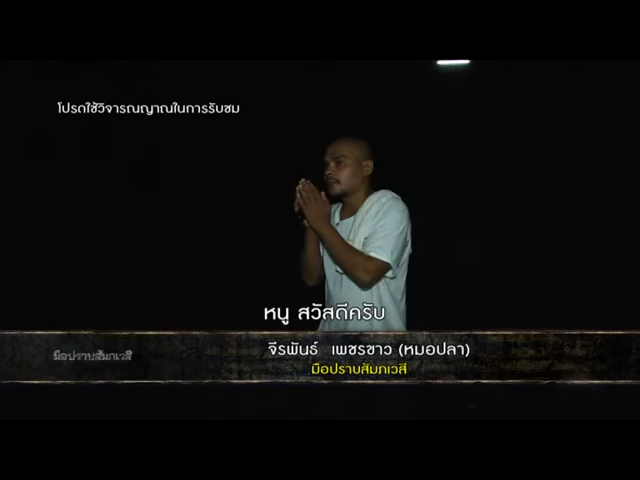 โปรดใช้วิจารณญาณในการรับชม
หนู สวัสดีครับ
จีรพันธ์ เพชรขาว (หมอปลา)
มือปราบสัมภเวสี
มือปราบสัมภเวสี